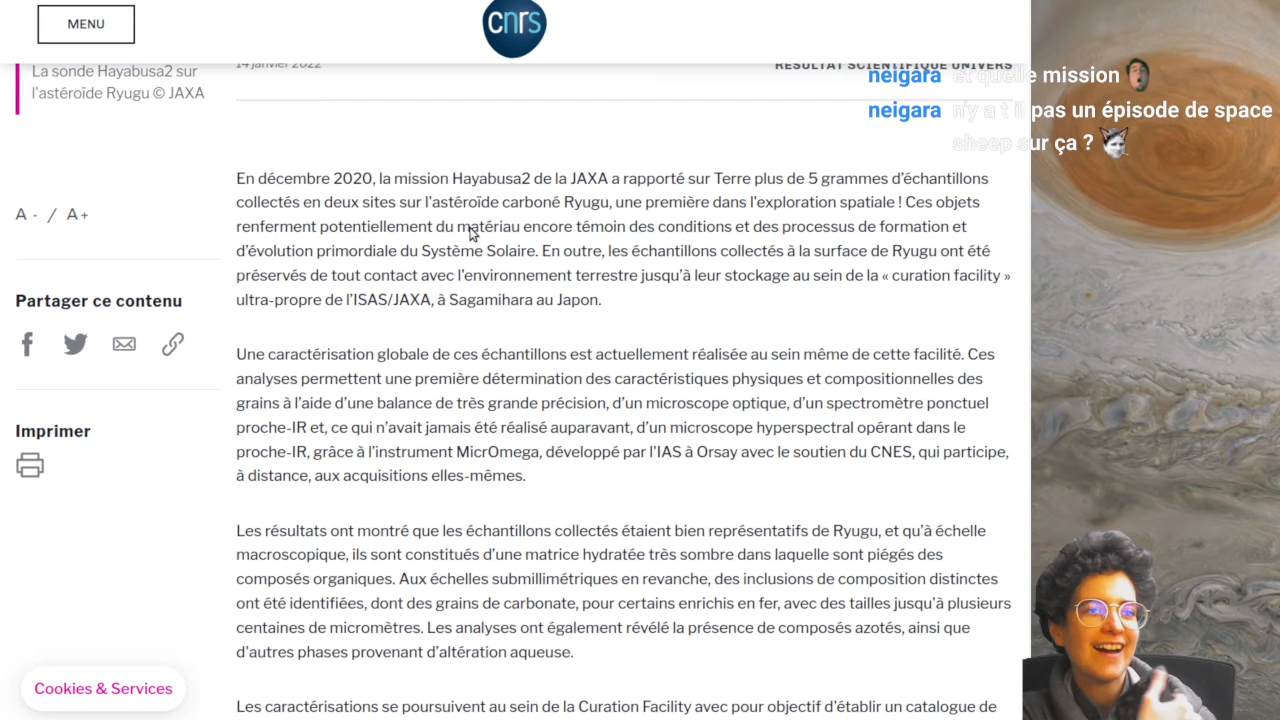 MENU
cnrs
La sonde Hayabusa2 sur
l'astéroïde Ryugu © JAXA
14 janvier 2022
RÉSULTAT SCIENTIFIQUE UNIVERS
neigara et quelle mission
neigara n'y a t il pas un épisode de space
sheep sur ça ?
A - / A+
Partager ce contenu
Imprimer
En décembre 2020, la mission Hayabusa2 de la JAXA a rapporté sur Terre plus de 5 grammes d'échantillons
collectés en deux sites sur l'astéroïde carboné Ryugu, une première dans l'exploration spatiale ! Ces objets
renferment potentiellement du matériau encore témoin des conditions et des processus de formation et
d'évolution primordiale du Système Solaire. En outre, les échantillons collectés à la surface de Ryugu ont été
préservés de tout contact avec l'environnement terrestre jusqu'à leur stockage au sein de la « curation facility »
ultra-propre de l'ISAS/JAXA, à Sagamihara au Japon.
Une caractérisation globale de ces échantillons est actuellement réalisée au sein même de cette facilité. Ces
analyses permettent une première détermination des caractéristiques physiques et compositionnelles des
grains à l'aide d'une balance de très grande précision, d'un microscope optique, d'un spectromètre ponctuel
proche-IR et, ce qui n'avait jamais été réalisé auparavant, d'un microscope hyperspectral opérant dans le
proche-IR, grâce à l'instrument MicrOmega, développé par l'IAS à Orsay avec le soutien du CNES, qui participe,
à distance, aux acquisitions elles-mêmes.
Les résultats ont montré que les échantillons collectés étaient bien représentatifs de Ryugu, et qu'à échelle
macroscopique, ils sont constitués d'une matrice hydratée très sombre dans laquelle sont piégés des
composés organiques. Aux échelles submillimétriques en revanche, des inclusions de composition distinctes
ont été identifiées, dont des grains de carbonate, pour certains enrichis en fer, avec des tailles jusqu'à plusieurs
centaines de micromètres. Les analyses ont également révélé la présence de composés azotés, ainsi que
d'autres phases provenant d'altération aqueuse.
Les caractérisations se poursuivent au sein de la Curation Facility avec pour objectif d'établir un catalogue de
Cookies & Services